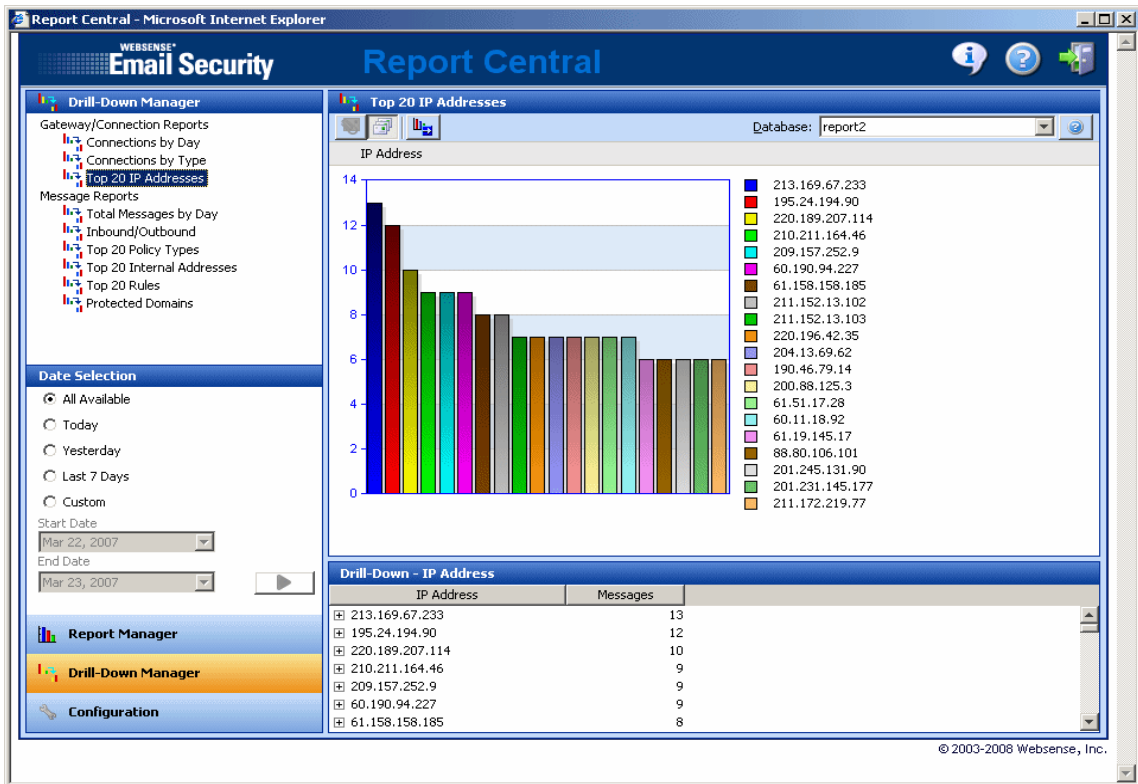 Report Central - Microsoft Internet Explorer
WEBSENSE®
Email Security
Report Central
Drill-Down Manager
Gateway/Connection Reports
Connections by Day
Connections by Type
Top 20 IP Addresses
Message Reports
Total Messages by Day
Inbound/Outbound
Top 20 Policy Types
Top 20 Internal Addresses
Top 20 Rules
Protected Domains
Date Selection
All Available
Today
Yesterday
Last 7 Days
Custom
Start Date
Mar 22, 2007
End Date
Mar 23, 2007
Report Manager
Drill-Down Manager
Configuration
Top 20 IP Addresses
Database: report2
IP Address
14
12
10
8
6
4
2
0
213.169.67.233
195.24.194.90
220.189.207.114
210.211.164.46
209.157.252.9
60.190.94.227
61.158.158.185
211.152.13.102
211.152.13.103
220.196.42.35
204.13.69.62
190.46.79.14
200.88.125.3
61.51.17.28
60.11.18.92
61.19.145.17
88.80.106.101
201.245.131.90
201.231.145.177
211.172.219.77
Drill-Down - IP Address
IP Address Messages
213.169.67.233 13
195.24.194.90 12
220.189.207.114 10
210.211.164.46 9
209.157.252.9 9
60.190.94.227 9
61.158.158.185 8
© 2003-2008 Websense, Inc.